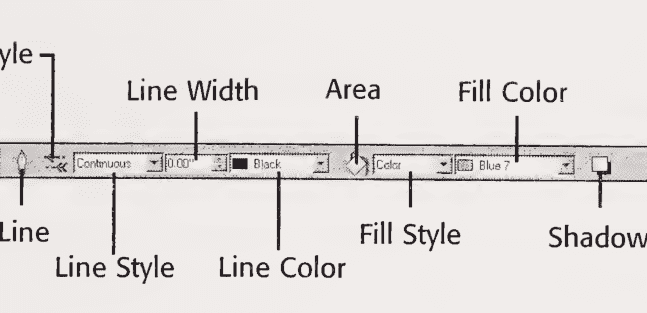 yle
Line Width
Area
Fill Color
Continuous
0.00"
Black
Color
Blue 7
Line
Line Style
Line Color
Fill Style
Shadow